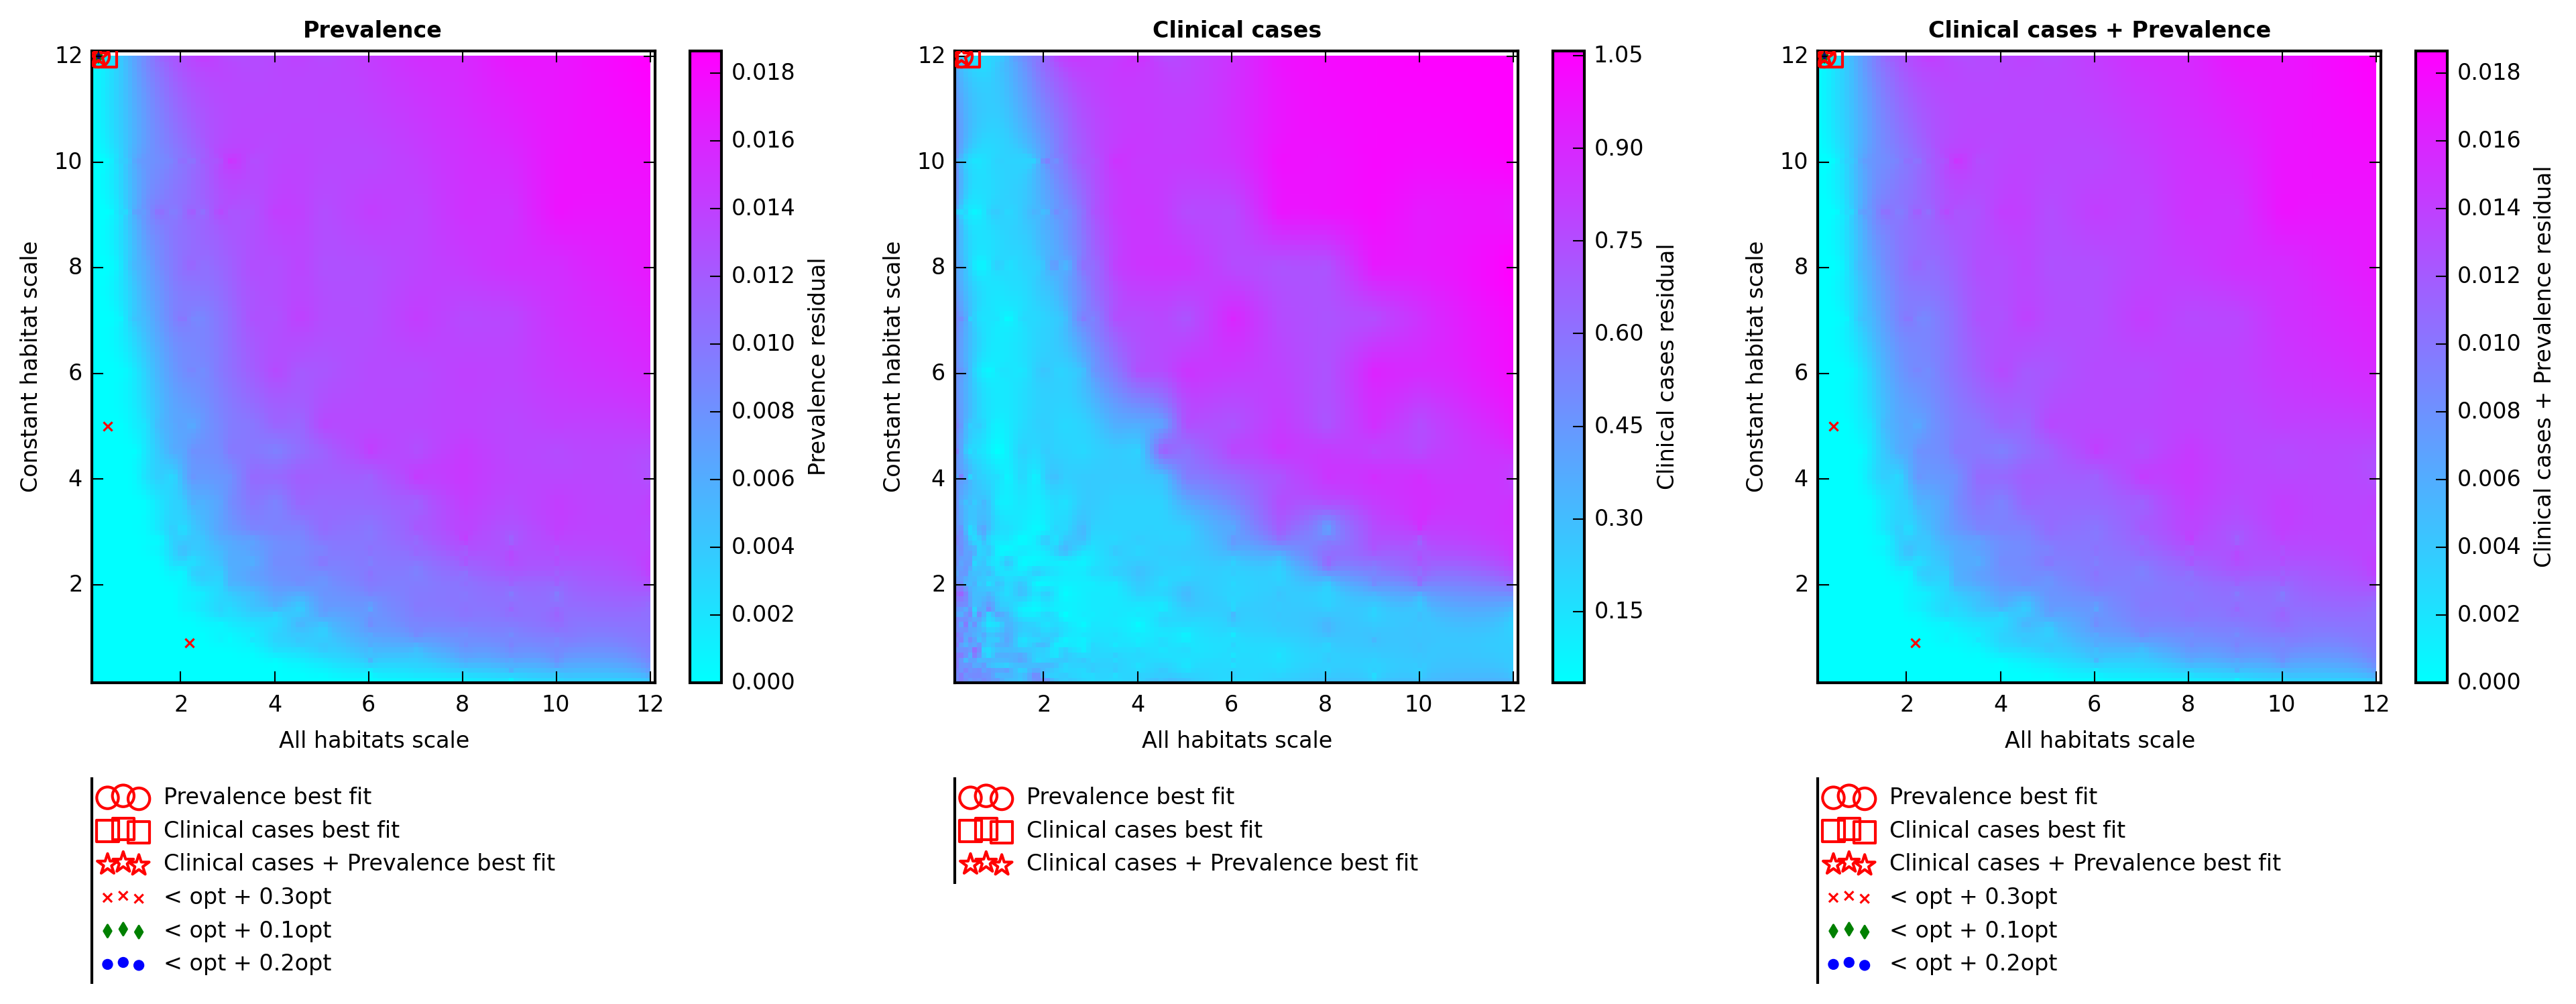 Prevalence
12
10
8
6
4
2
Constant habitat scale
2 4 6 8 10 12
All habitats scale
0.018
0.016
0.014
0.012
0.010
0.008
0.006
0.004
0.002
0.000
Prevalence residual
Prevalence best fit
Clinical cases best fit
Clinical cases + Prevalence best fit
< opt + 0.3opt
< opt + 0.1opt
< opt + 0.2opt
Clinical cases
12
10
8
6
4
2
Constant habitat scale
2 4 6 8 10 12
All habitats scale
1.05
0.90
0.75
0.60
0.45
0.30
0.15
Clinical cases residual
Prevalence best fit
Clinical cases best fit
Clinical cases + Prevalence best fit
Clinical cases + Prevalence
12
10
8
6
4
2
Constant habitat scale
2 4 6 8 10 12
All habitats scale
0.018
0.016
0.014
0.012
0.010
0.008
0.006
0.004
0.002
0.000
Clinical cases + Prevalence residual
Prevalence best fit
Clinical cases best fit
Clinical cases + Prevalence best fit
< opt + 0.3opt
< opt + 0.1opt
< opt + 0.2opt